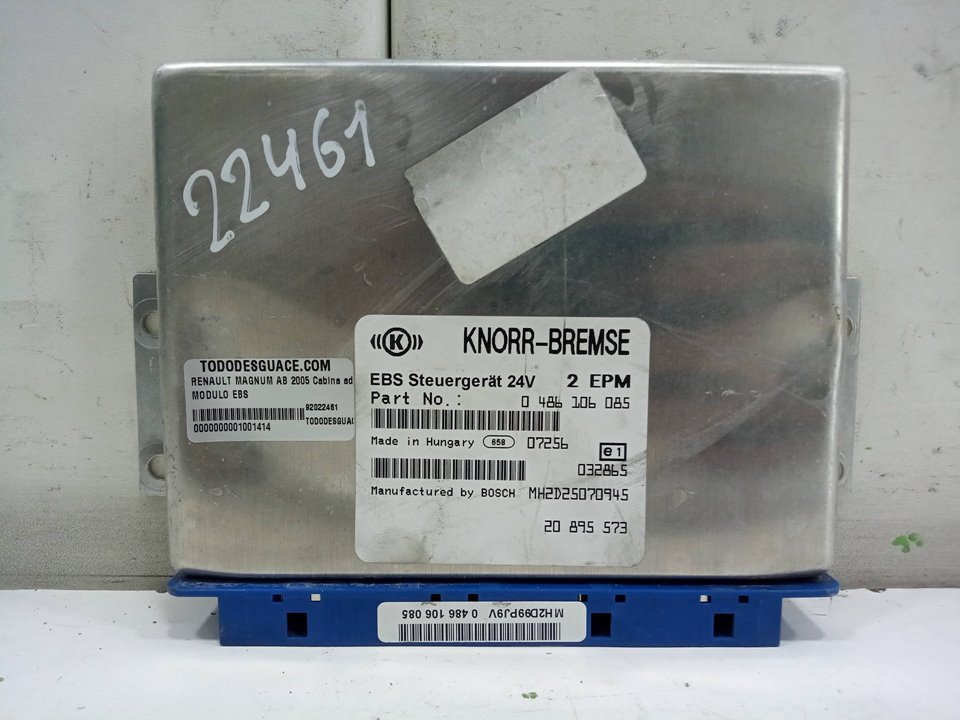 22461
K KNORR-BREMSE
EBS Steuergerät 24V 2 EPM
Part No.: 0 486 106 085
Made in Hungary 658 07256
e1
032865
Manufactured by BOSCH MH2D25070945
20 895 573
TODODESGUACE.COM
RENAULT MAGNUM AB 2005 Cabina ad
MODULO EBS
92022461
0000000001001414 TODODESGUAC
MH2D99PJ9V 0 486 106 085